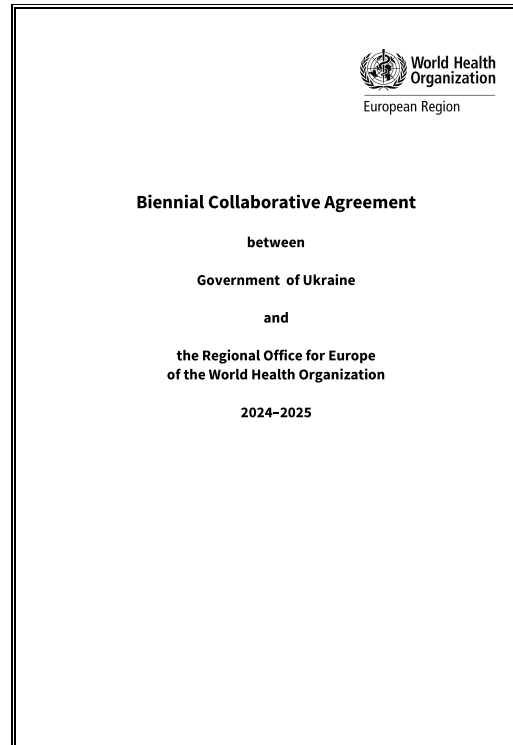 World Health
Organization
European Region
Biennial Collaborative Agreement
between
Government of Ukraine
and
the Regional Office for Europe
of the World Health Organization
2024–2025